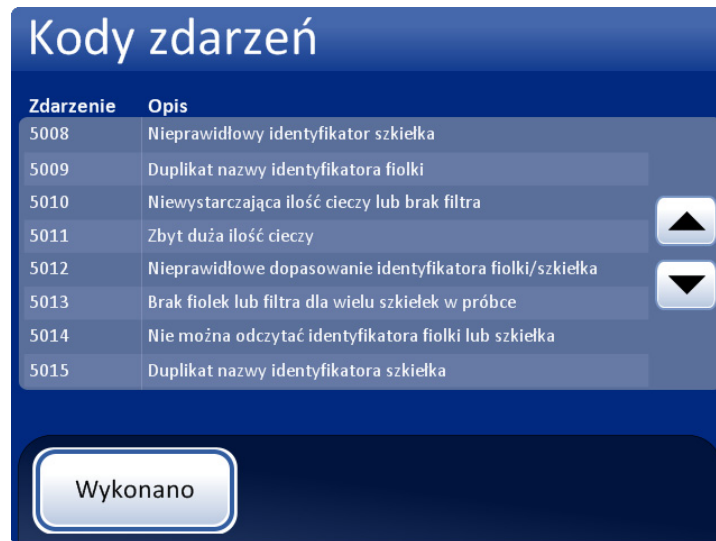 Kody zdarzeń
Zdarzenie Opis
5008 Nieprawidłowy identyfikator szkiełka
5009 Duplikat nazwy identyfikatora fiolki
5010 Niewystarczająca ilość cieczy lub brak filtra
5011 Zbyt duża ilość cieczy
5012 Nieprawidłowe dopasowanie identyfikatora fiolki/szkiełka
5013 Brak fiolek lub filtra dla wielu szkiełek w próbce
5014 Nie można odczytać identyfikatora fiolki lub szkiełka
5015 Duplikat nazwy identyfikatora szkiełka
Wykonano